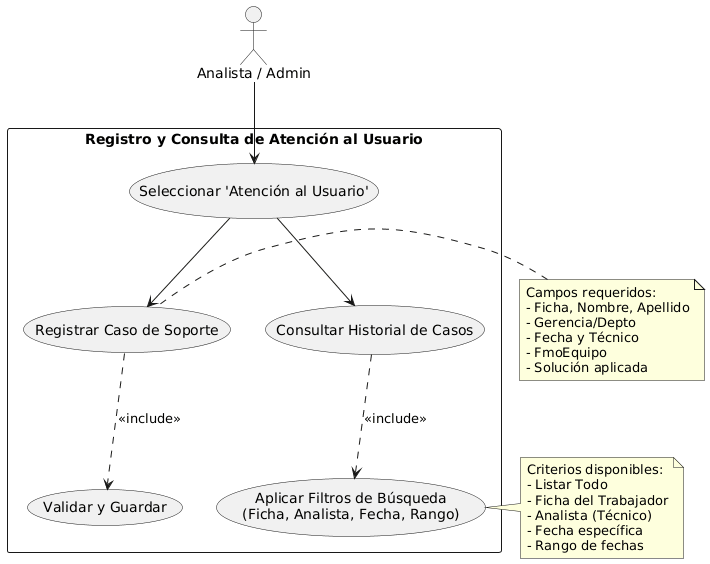 Analista / Admin
Registro y Consulta de Atención al Usuario
Seleccionar 'Atención al Usuario'
Campos requeridos:
- Ficha, Nombre, Apellido
- Gerencia/Depto
- Fecha y Técnico
- FmoEquipo
- Solución aplicada
Registrar Caso de Soporte
Consultar Historial de Casos
«include»
«include»
Validar y Guardar
Aplicar Filtros de Búsqueda
(Ficha, Analista, Fecha, Rango)
Criterios disponibles:
- Listar Todo
- Ficha del Trabajador
- Analista (Técnico)
- Fecha específica
- Rango de fechas